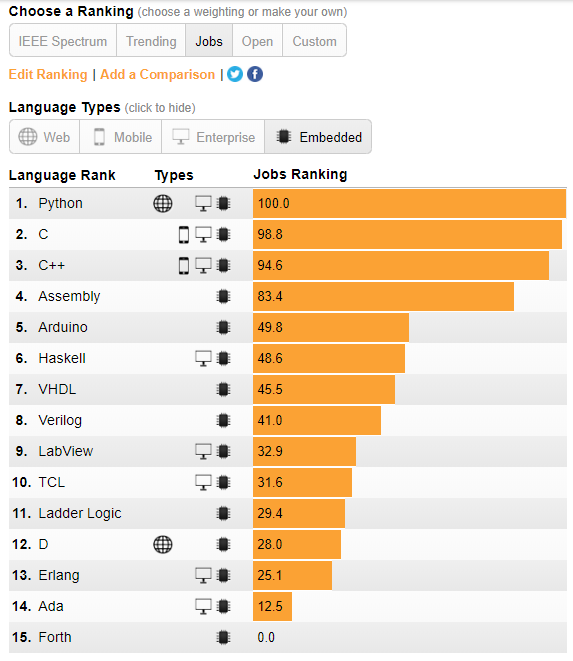 Choose a Ranking (choose a weighting or make your own)
IEEE Spectrum Trending Jobs Open Custom
Edit Ranking | Add a Comparison |
Language Types (click to hide)
Web Mobile Enterprise Embedded
Language Rank Types Jobs Ranking
1. Python 100.0
2. C 98.8
3. C++ 94.6
4. Assembly 83.4
5. Arduino 49.8
6. Haskell 48.6
7. VHDL 45.5
8. Verilog 41.0
9. LabView 32.9
10. TCL 31.6
11. Ladder Logic 29.4
12. D 28.0
13. Erlang 25.1
14. Ada 12.5
15. Forth 0.0